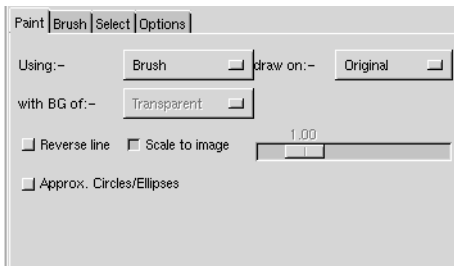 Paint Brush Select Options
Using:- Brush draw on:- Original
with BG of:- Transparent
1.00
Reverse line Scale to image
Approx. Circles/Ellipses